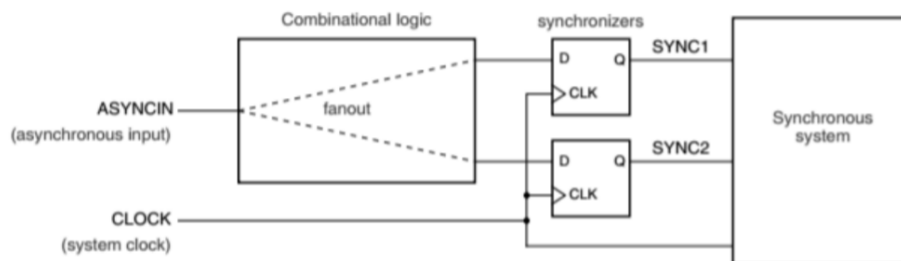 Combinational logic
synchronizers
D Q
SYNC1
CLK
ASYNCIN
(asynchronous input)
fanout
Synchronous
system
D Q
SYNC2
CLK
CLOCK
(system clock)